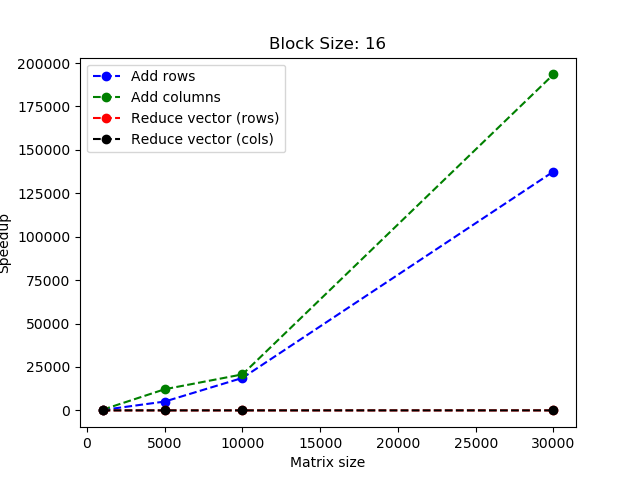 Block Size: 16
200000
175000
150000
125000
100000
75000
50000
25000
0
Speedup
Add rows
Add columns
Reduce vector (rows)
Reduce vector (cols)
0 5000 10000 15000 20000 25000 30000
Matrix size